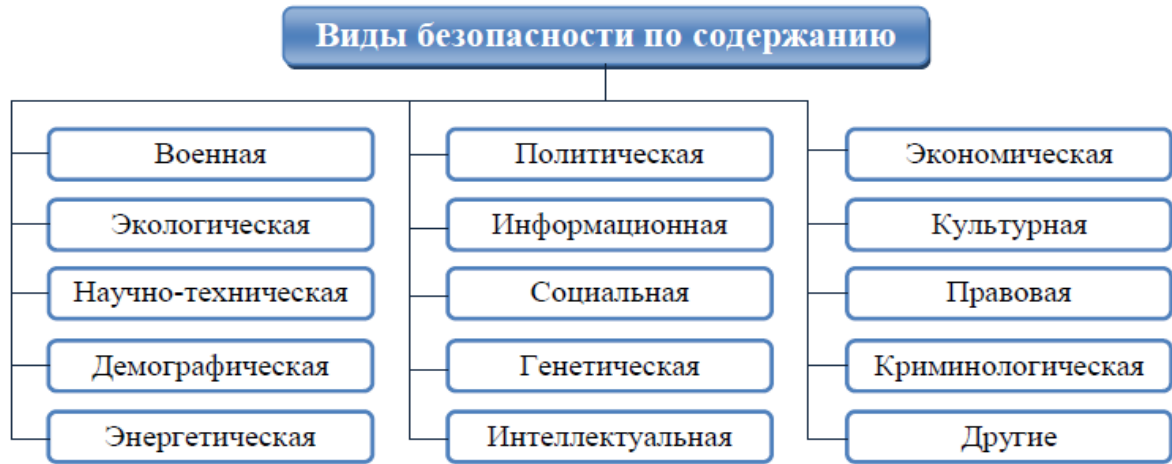 Виды безопасности по содержанию
Военная
Политическая
Экономическая
Экологическая
Информационная
Культурная
Научно-техническая
Социальная
Правовая
Демографическая
Генетическая
Криминологическая
Энергетическая
Интеллектуальная
Другие